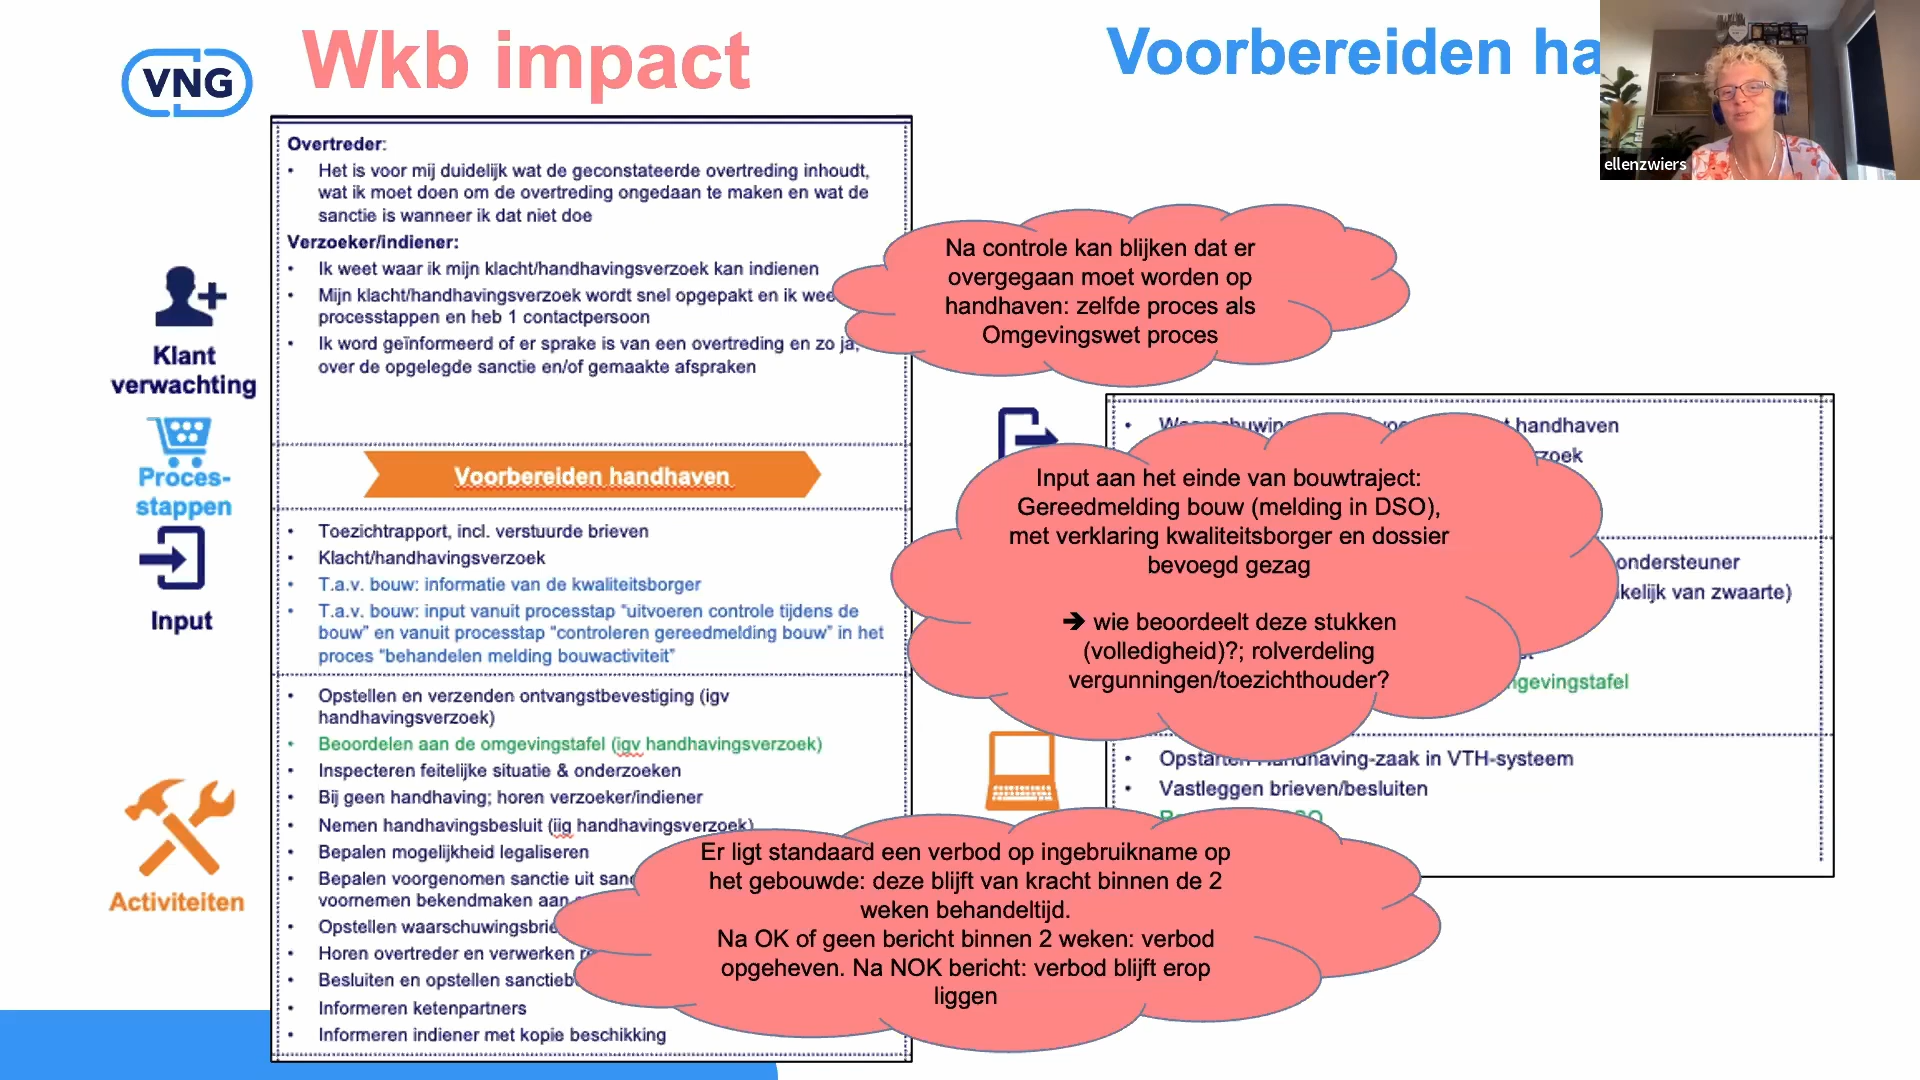 VNG
Wkb impact
Voorbereiden ha
ellenzwiers
Klant
verwachting
Overtreder:
• Het is voor mij duidelijk wat de geconstateerde overtreding inhoudt,
wat ik moet doen om de overtreding ongedaan te maken en wat de
sanctie is wanneer ik dat niet doe
Verzoeker/indiener:
• Ik weet waar ik mijn klacht/handhavingsverzoek kan indienen
• Mijn klacht/handhavingsverzoek wordt snel opgepakt en ik wee
processtappen en heb 1 contactpersoon
• Ik word geïnformeerd of er sprake is van een overtreding en zo ja,
over de opgelegde sanctie en/of gemaakte afspraken
Proces-
stappen
Voorbereiden handhaven
Input
• Toezichtrapport, incl. verstuurde brieven
• Klacht/handhavingsverzoek
• T.a.v. bouw: informatie van de kwaliteitsborger
• T.a.v. bouw: input vanuit processtap “uitvoeren controle tijdens de
bouw” en vanuit processtap “controleren gereedmelding bouw” in het
proces “behandelen melding bouwactiviteit”
Activiteiten
• Opstellen en verzenden ontvangstbevestiging (igv
handhavingsverzoek)
• Beoordelen aan de omgevingstafel (igv handhavingsverzoek)
• Inspecteren feitelijke situatie & onderzoeken
• Bij geen handhaving; horen verzoeker/indiener
• Nemen handhavingsbesluit (iig handhavingsverzoek)
• Bepalen mogelijkheid legaliseren
• Bepalen voorgenomen sanctie uit sanc
voornemen bekendmaken aan
• Opstellen waarschuwingsbrie
• Horen overtreder en verwerken re
• Besluiten en opstellen sanctieb
• Informeren ketenpartners
• Informeren indiener met kopie beschikking
Na controle kan blijken dat er
overgegaan moet worden op
handhaven: zelfde proces als
Omgevingswet proces
• handhaven
zoek
Input aan het einde van bouwtraject:
Gereedmelding bouw (melding in DSO),
met verklaring kwaliteitsborger en dossier
bevoegd gezag
➔ wie beoordeelt deze stukken
(volledigheid)?; rolverdeling
vergunningen/toezichthouder?
ondersteuner
kelijk van zwaarte)
ngevingstafel
• Opstarten Handhaving-zaak in VTH-systeem
• Vastleggen brieven/besluiten
Er ligt standaard een verbod op ingebruikname op
het gebouwde: deze blijft van kracht binnen de 2
weken behandeltijd.
Na OK of geen bericht binnen 2 weken: verbod
opgeheven. Na NOK bericht: verbod blijft erop
liggen